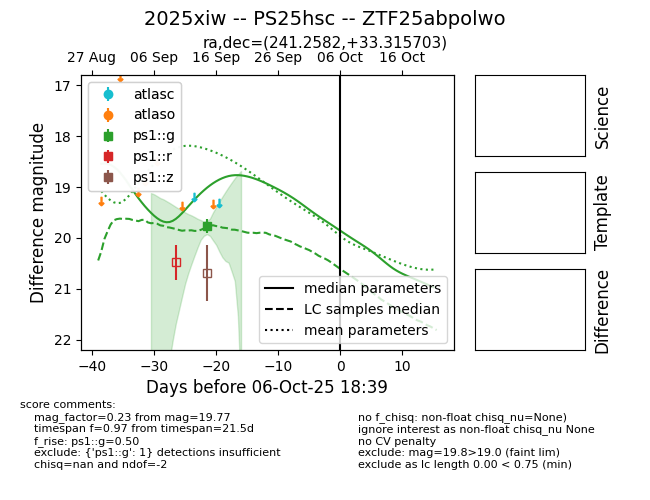 2025xiw -- PS25hsc -- ZTF25abpolwo
ra,dec=(241.2582,+33.315703)
27 Aug 06 Sep 16 Sep 26 Sep 06 Oct 16 Oct
17
18
19
20
21
22
Difference magnitude
atlasc
atlaso
ps1::g
ps1::r
ps1::z
median parameters
LC samples median
mean parameters
−40 −30 −20 −10 0 10
Days before 06-Oct-25 18:39
Science
Template
Difference
score comments:
mag_factor=0.23 from mag=19.77
timespan f=0.97 from timespan=21.5d
f_rise: ps1::g=0.50
exclude: {'ps1::g': 1} detections insufficient
chisq=nan and ndof=-2
no f_chisq: non-float chisq_nu=None)
ignore interest as non-float chisq_nu None
no CV penalty
exclude: mag=19.8>19.0 (faint lim)
exclude as lc length 0.00 < 0.75 (min)